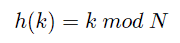 h(k) = k mod N